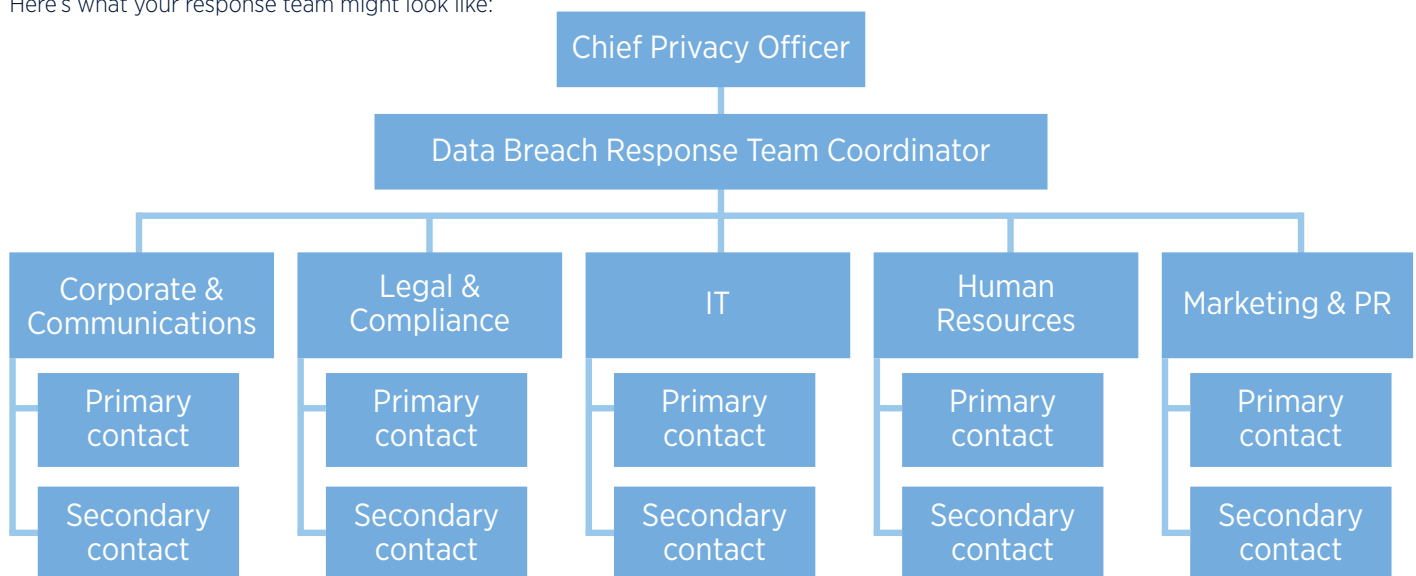 Here's what your response team might look like:
Chief Privacy Officer
Data Breach Response Team Coordinator
Corporate &
Communications
Primary
contact
Secondary
contact
Legal &
Compliance
Primary
contact
Secondary
contact
IT
Primary
contact
Secondary
contact
Human
Resources
Primary
contact
Secondary
contact
Marketing & PR
Primary
contact
Secondary
contact